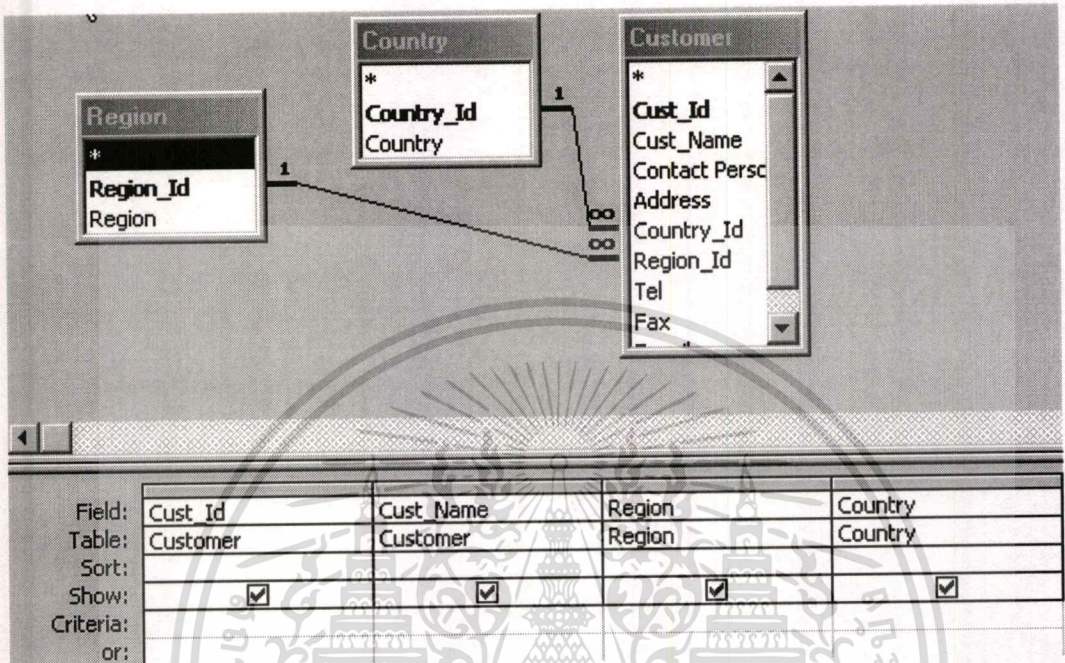 Country
*
Country_Id
Country
Customer
*
Cust_Id
Cust_Name
Contact Persc
Address
Country_Id
Region_Id
Tel
Fax
Region
*
Region_Id
Region
1
1
∞
∞
Field: Cust_Id Cust_Name Region Country
Table: Customer Customer Region Country
Sort:
Show:
Criteria:
or: